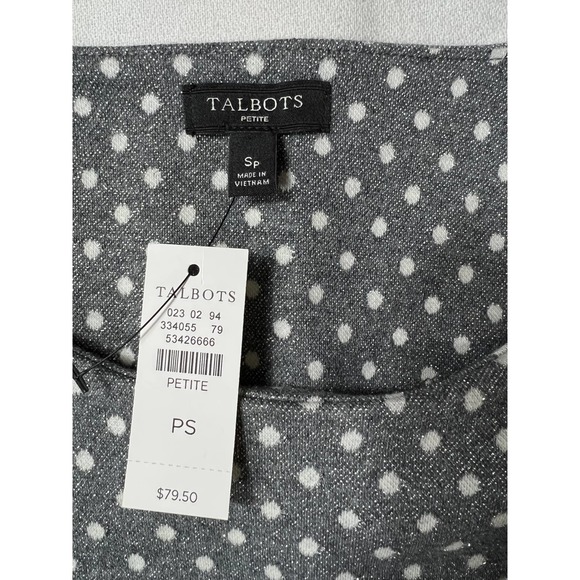 TALBOTS
PETITE
SP
MADE IN
VIETNAM
TALBOTS
023 02 94
334055 79
53426666
PETITE
PS
$79.50